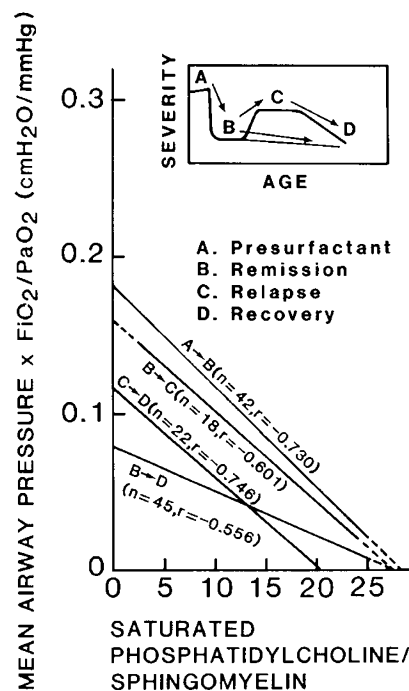 MEAN AIRWAY PRESSURE x FiO2/PaO2 (cmH2O/mmHg)
0.3
0.2
0.1
0
SEVERITY
A
B
C
D
AGE
A. Presurfactant
B. Remission
C. Relapse
D. Recovery
A→B(n=42,r=-0.730)
B→C(n=18,r=-0.601)
C→D(n=22,r=-0.746)
B→D
(n=45,r=-0.556)
0 5 10 15 20 25
SATURATED
PHOSPHATIDYLCHOLINE/
SPHINGOMYELIN